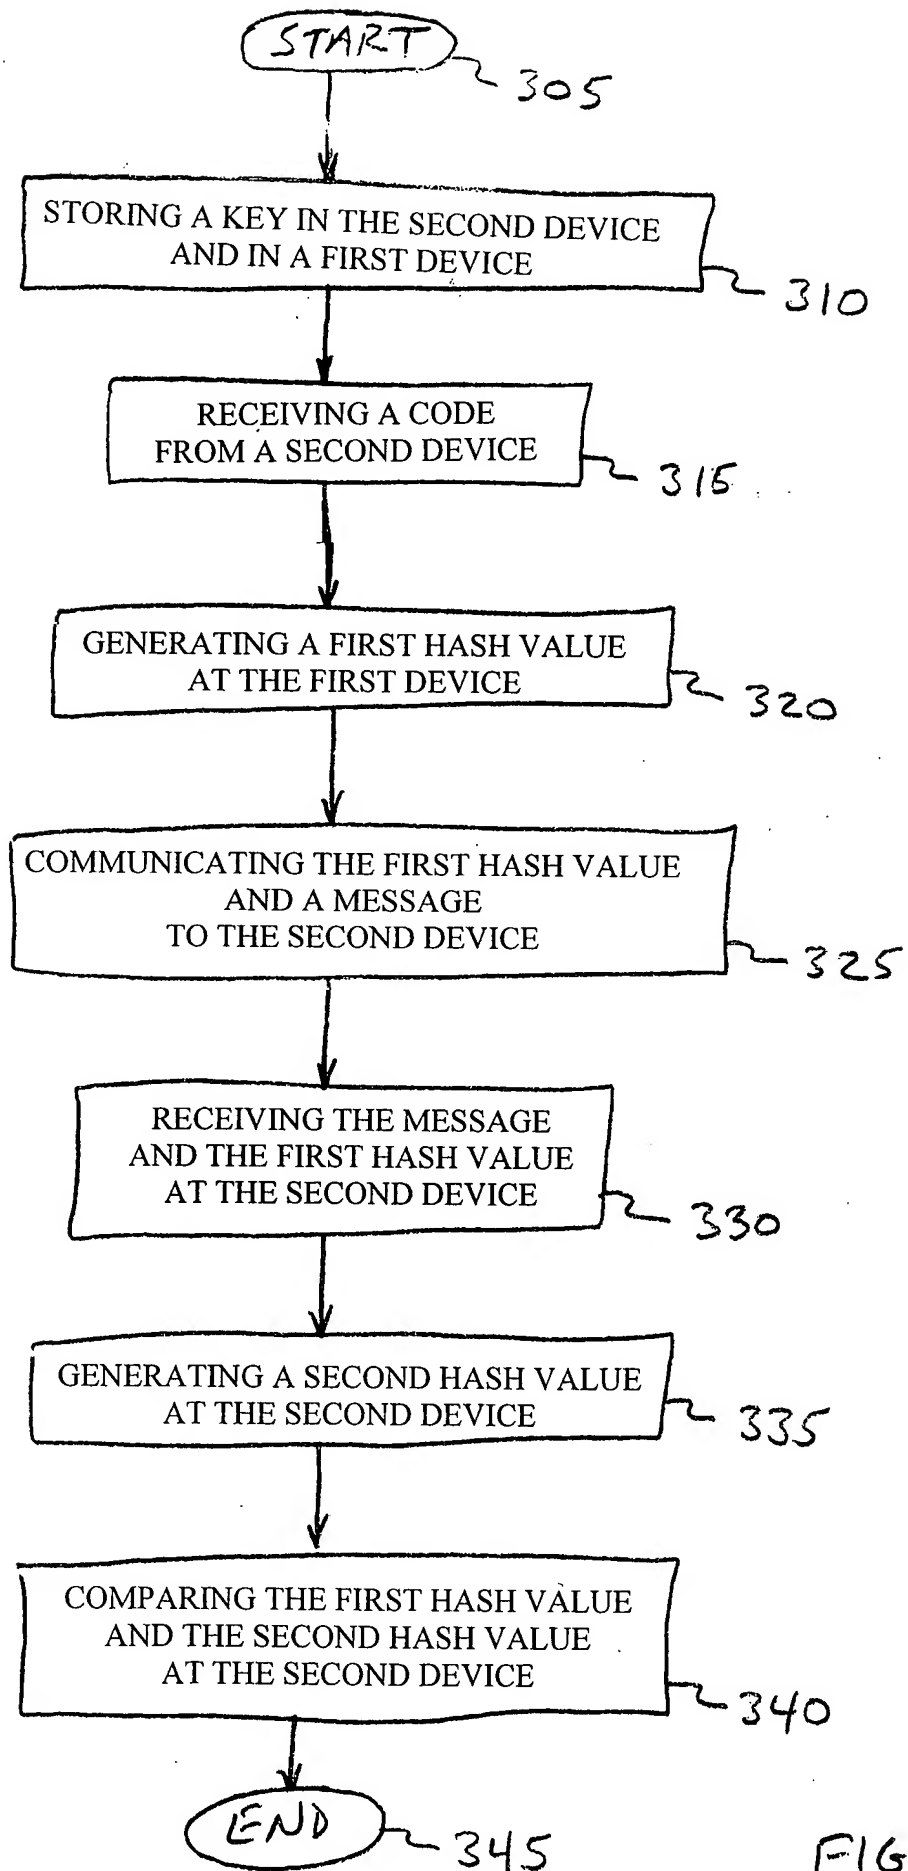 START
305
STORING A KEY IN THE SECOND DEVICE
AND IN A FIRST DEVICE
310
RECEIVING A CODE
FROM A SECOND DEVICE
315
GENERATING A FIRST HASH VALUE
AT THE FIRST DEVICE
320
COMMUNICATING THE FIRST HASH VALUE
AND A MESSAGE
TO THE SECOND DEVICE
325
RECEIVING THE MESSAGE
AND THE FIRST HASH VALUE
AT THE SECOND DEVICE
330
GENERATING A SECOND HASH VALUE
AT THE SECOND DEVICE
335
COMPARING THE FIRST HASH VALUE
AND THE SECOND HASH VALUE
AT THE SECOND DEVICE
340
END
345
FIG